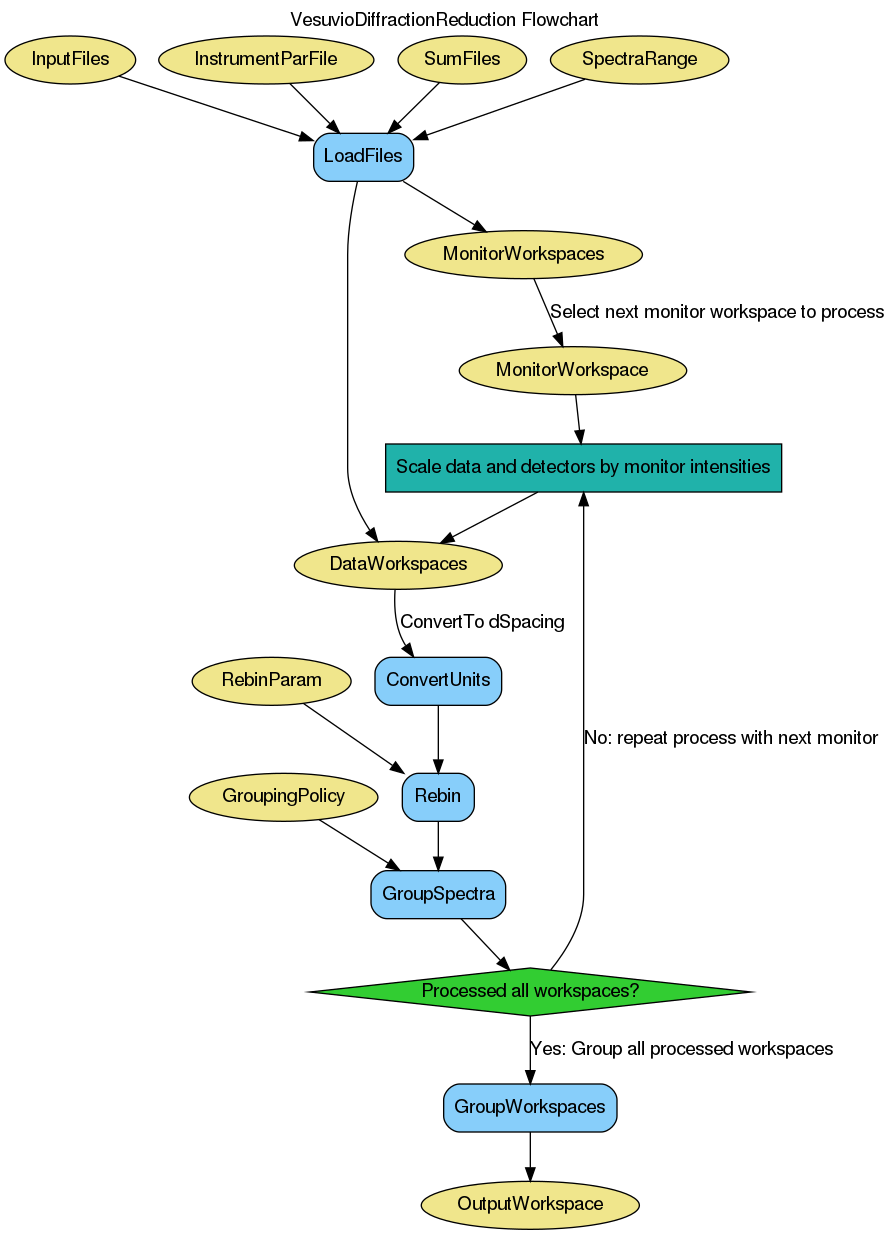 VesuvioDiffractionReduction Flowchart
InputFiles
InstrumentParFile
SumFiles
SpectraRange
LoadFiles
MonitorWorkspaces
Select next monitor workspace to process
MonitorWorkspace
Scale data and detectors by monitor intensities
DataWorkspaces
ConvertTo dSpacing
RebinParam
ConvertUnits
No: repeat process with next monitor
GroupingPolicy
Rebin
GroupSpectra
Processed all workspaces?
Yes: Group all processed workspaces
GroupWorkspaces
OutputWorkspace